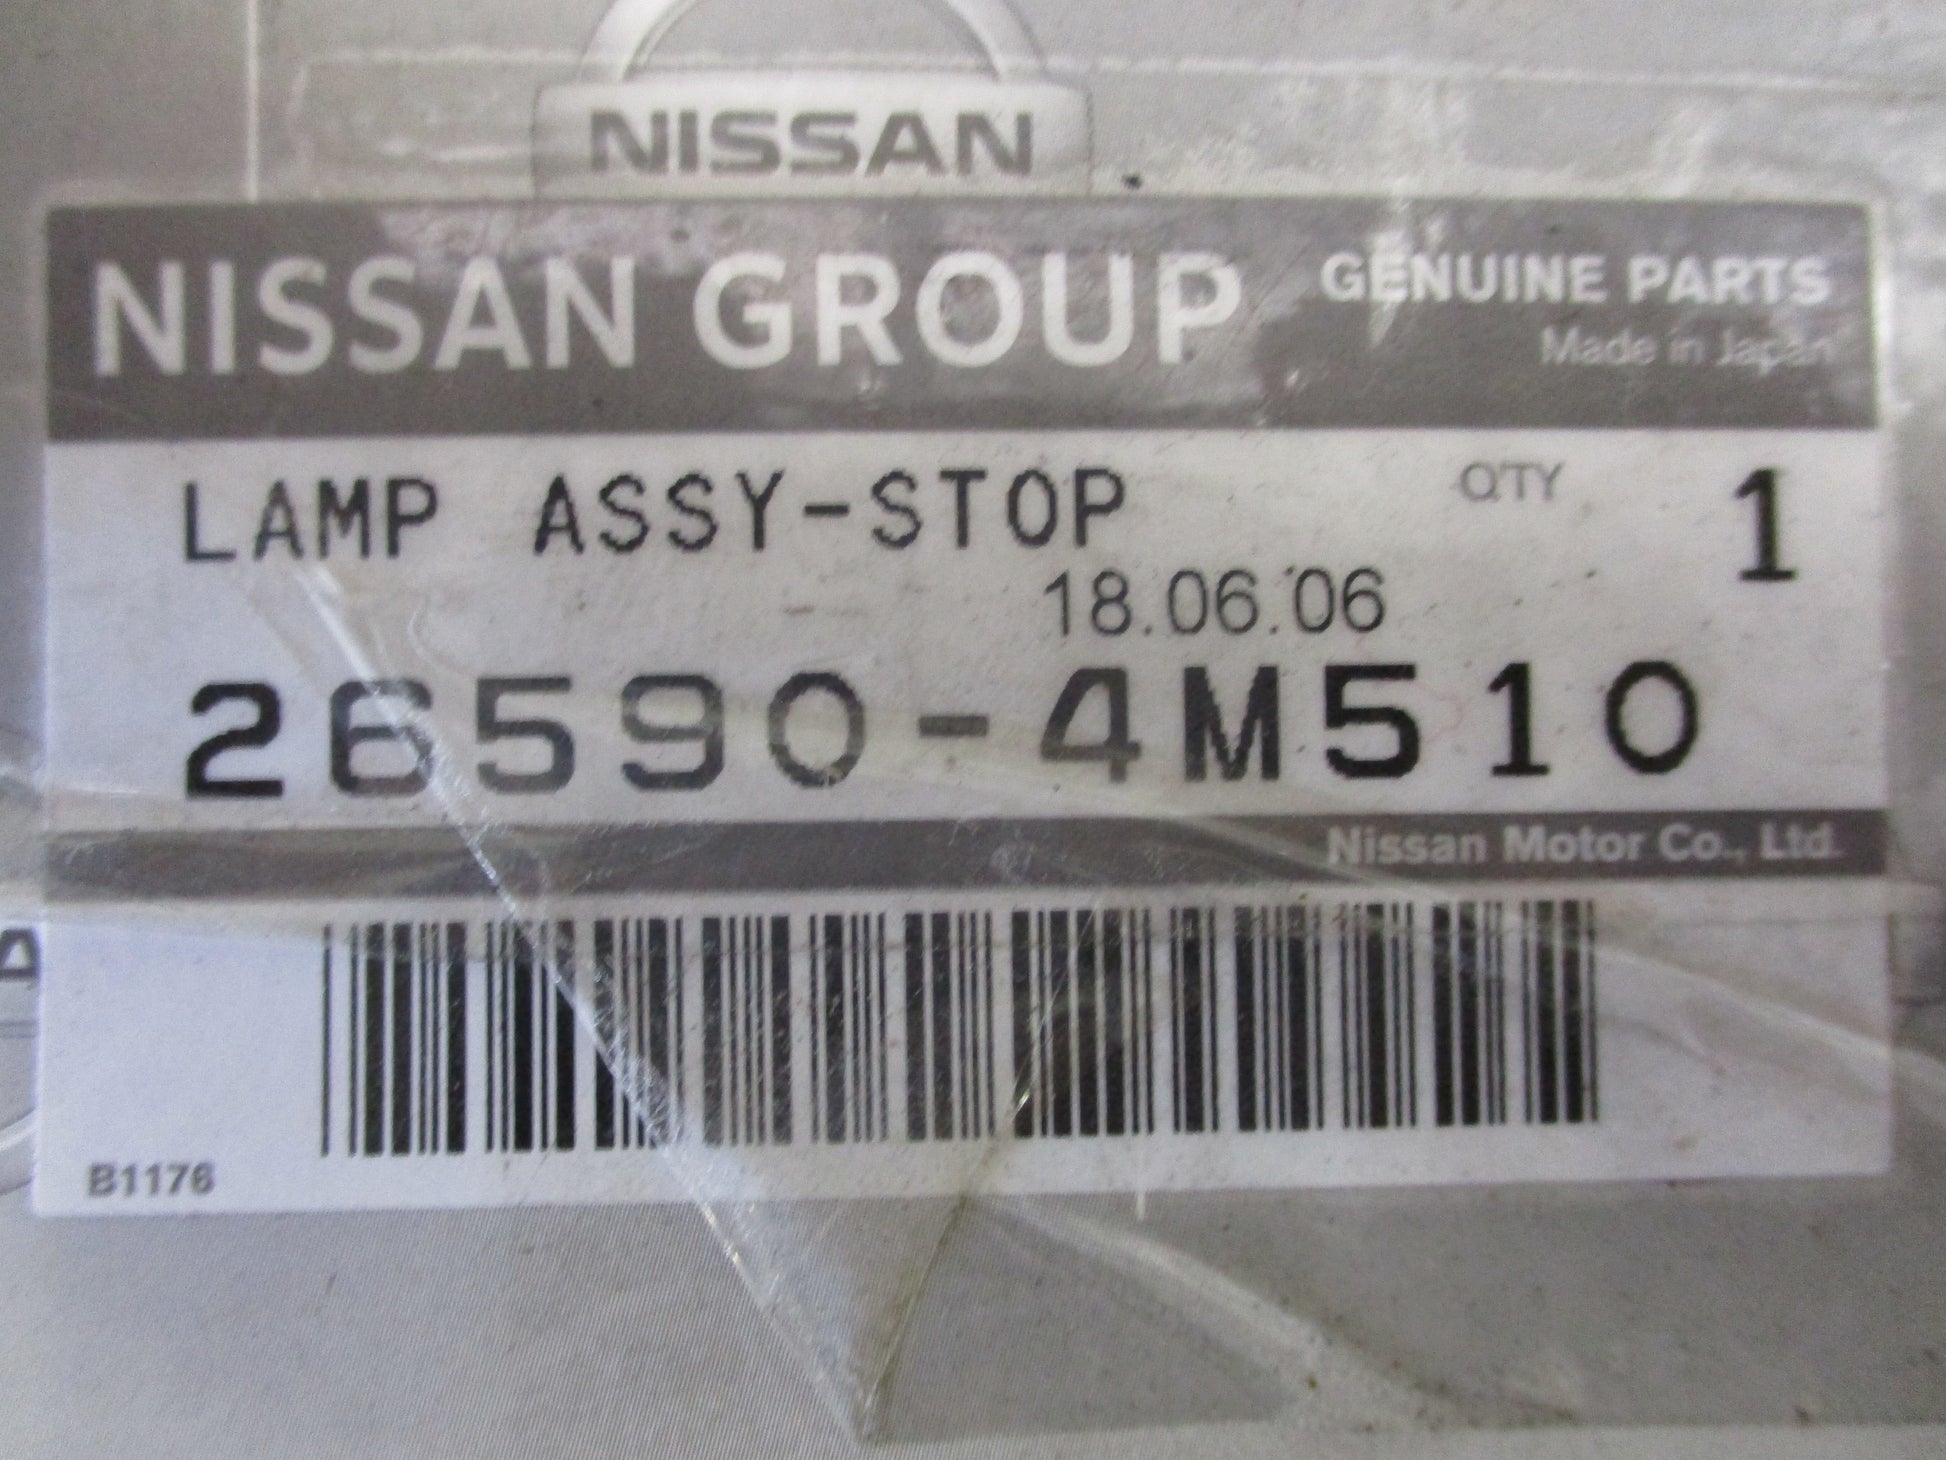 NISSAN
NISSAN GROUP
GENUINE PARTS
Made in Japan
LAMP ASSY-STOP
Q'TY
1
18.06.06
26590-4M510
Nissan Motor Co., Ltd.
B1176